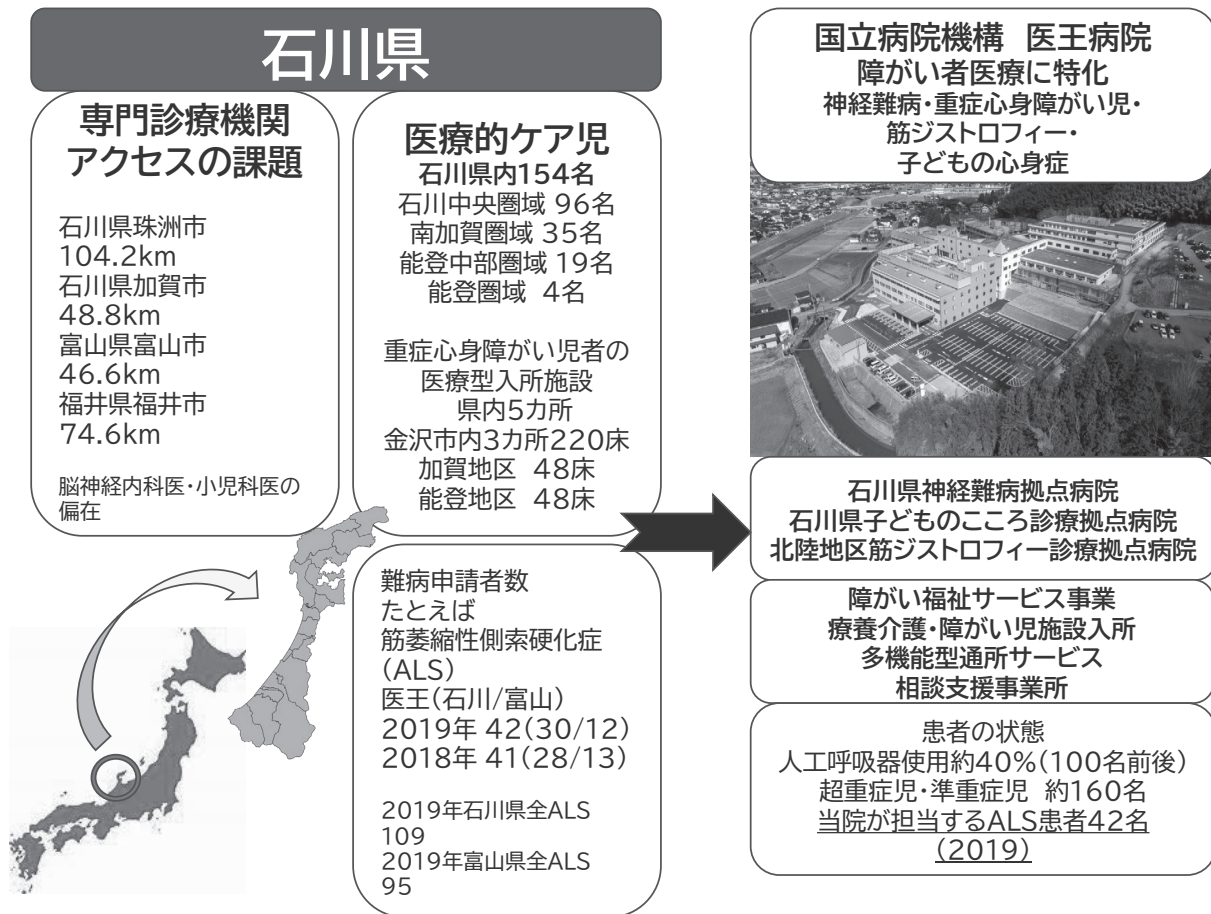 石川県
専門診療機関
アクセスの課題
石川県珠洲市
104.2km
石川県加賀市
48.8km
富山県富山市
46.6km
福井県福井市
74.6km
脳神経内科医・小児科医の
偏在
医療的ケア児
石川県内154名
石川中央圏域 96名
南加賀圏域 35名
能登中部圏域 19名
能登圏域 4名
重症心身障がい児者の
医療型入所施設
県内5カ所
金沢市内3カ所220床
加賀地区 48床
能登地区 48床
難病申請者数
たとえば
筋萎縮性側索硬化症
(ALS)
医王(石川/富山)
2019年 42(30/12)
2018年 41(28/13)
2019年石川県全ALS
109
2019年富山県全ALS
95
国立病院機構 医王病院
障がい者医療に特化
神経難病・重症心身障がい児・
筋ジストロフィー・
子どもの心身症
石川県神経難病拠点病院
石川県子どものこころ診療拠点病院
北陸地区筋ジストロフィー診療拠点病院
障がい福祉サービス事業
療養介護・障がい児施設入所
多機能型通所サービス
相談支援事業所
患者の状態
人工呼吸器使用約40%(100名前後)
超重症児・準重症児 約160名
当院が担当するALS患者42名
(2019)